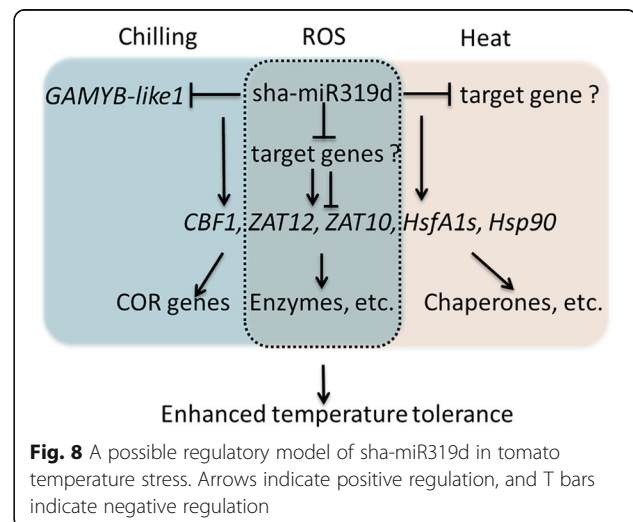 Chilling ROS Heat
GAMYB-like1 sha-miR319d target gene ?
target genes ?
CBF1, ZAT12, ZAT10, HsfA1s, Hsp90
COR genes Enzymes, etc. Chaperones, etc.
Enhanced temperature tolerance
Fig. 8 A possible regulatory model of sha-miR319d in tomato
temperature stress. Arrows indicate positive regulation, and T bars
indicate negative regulation